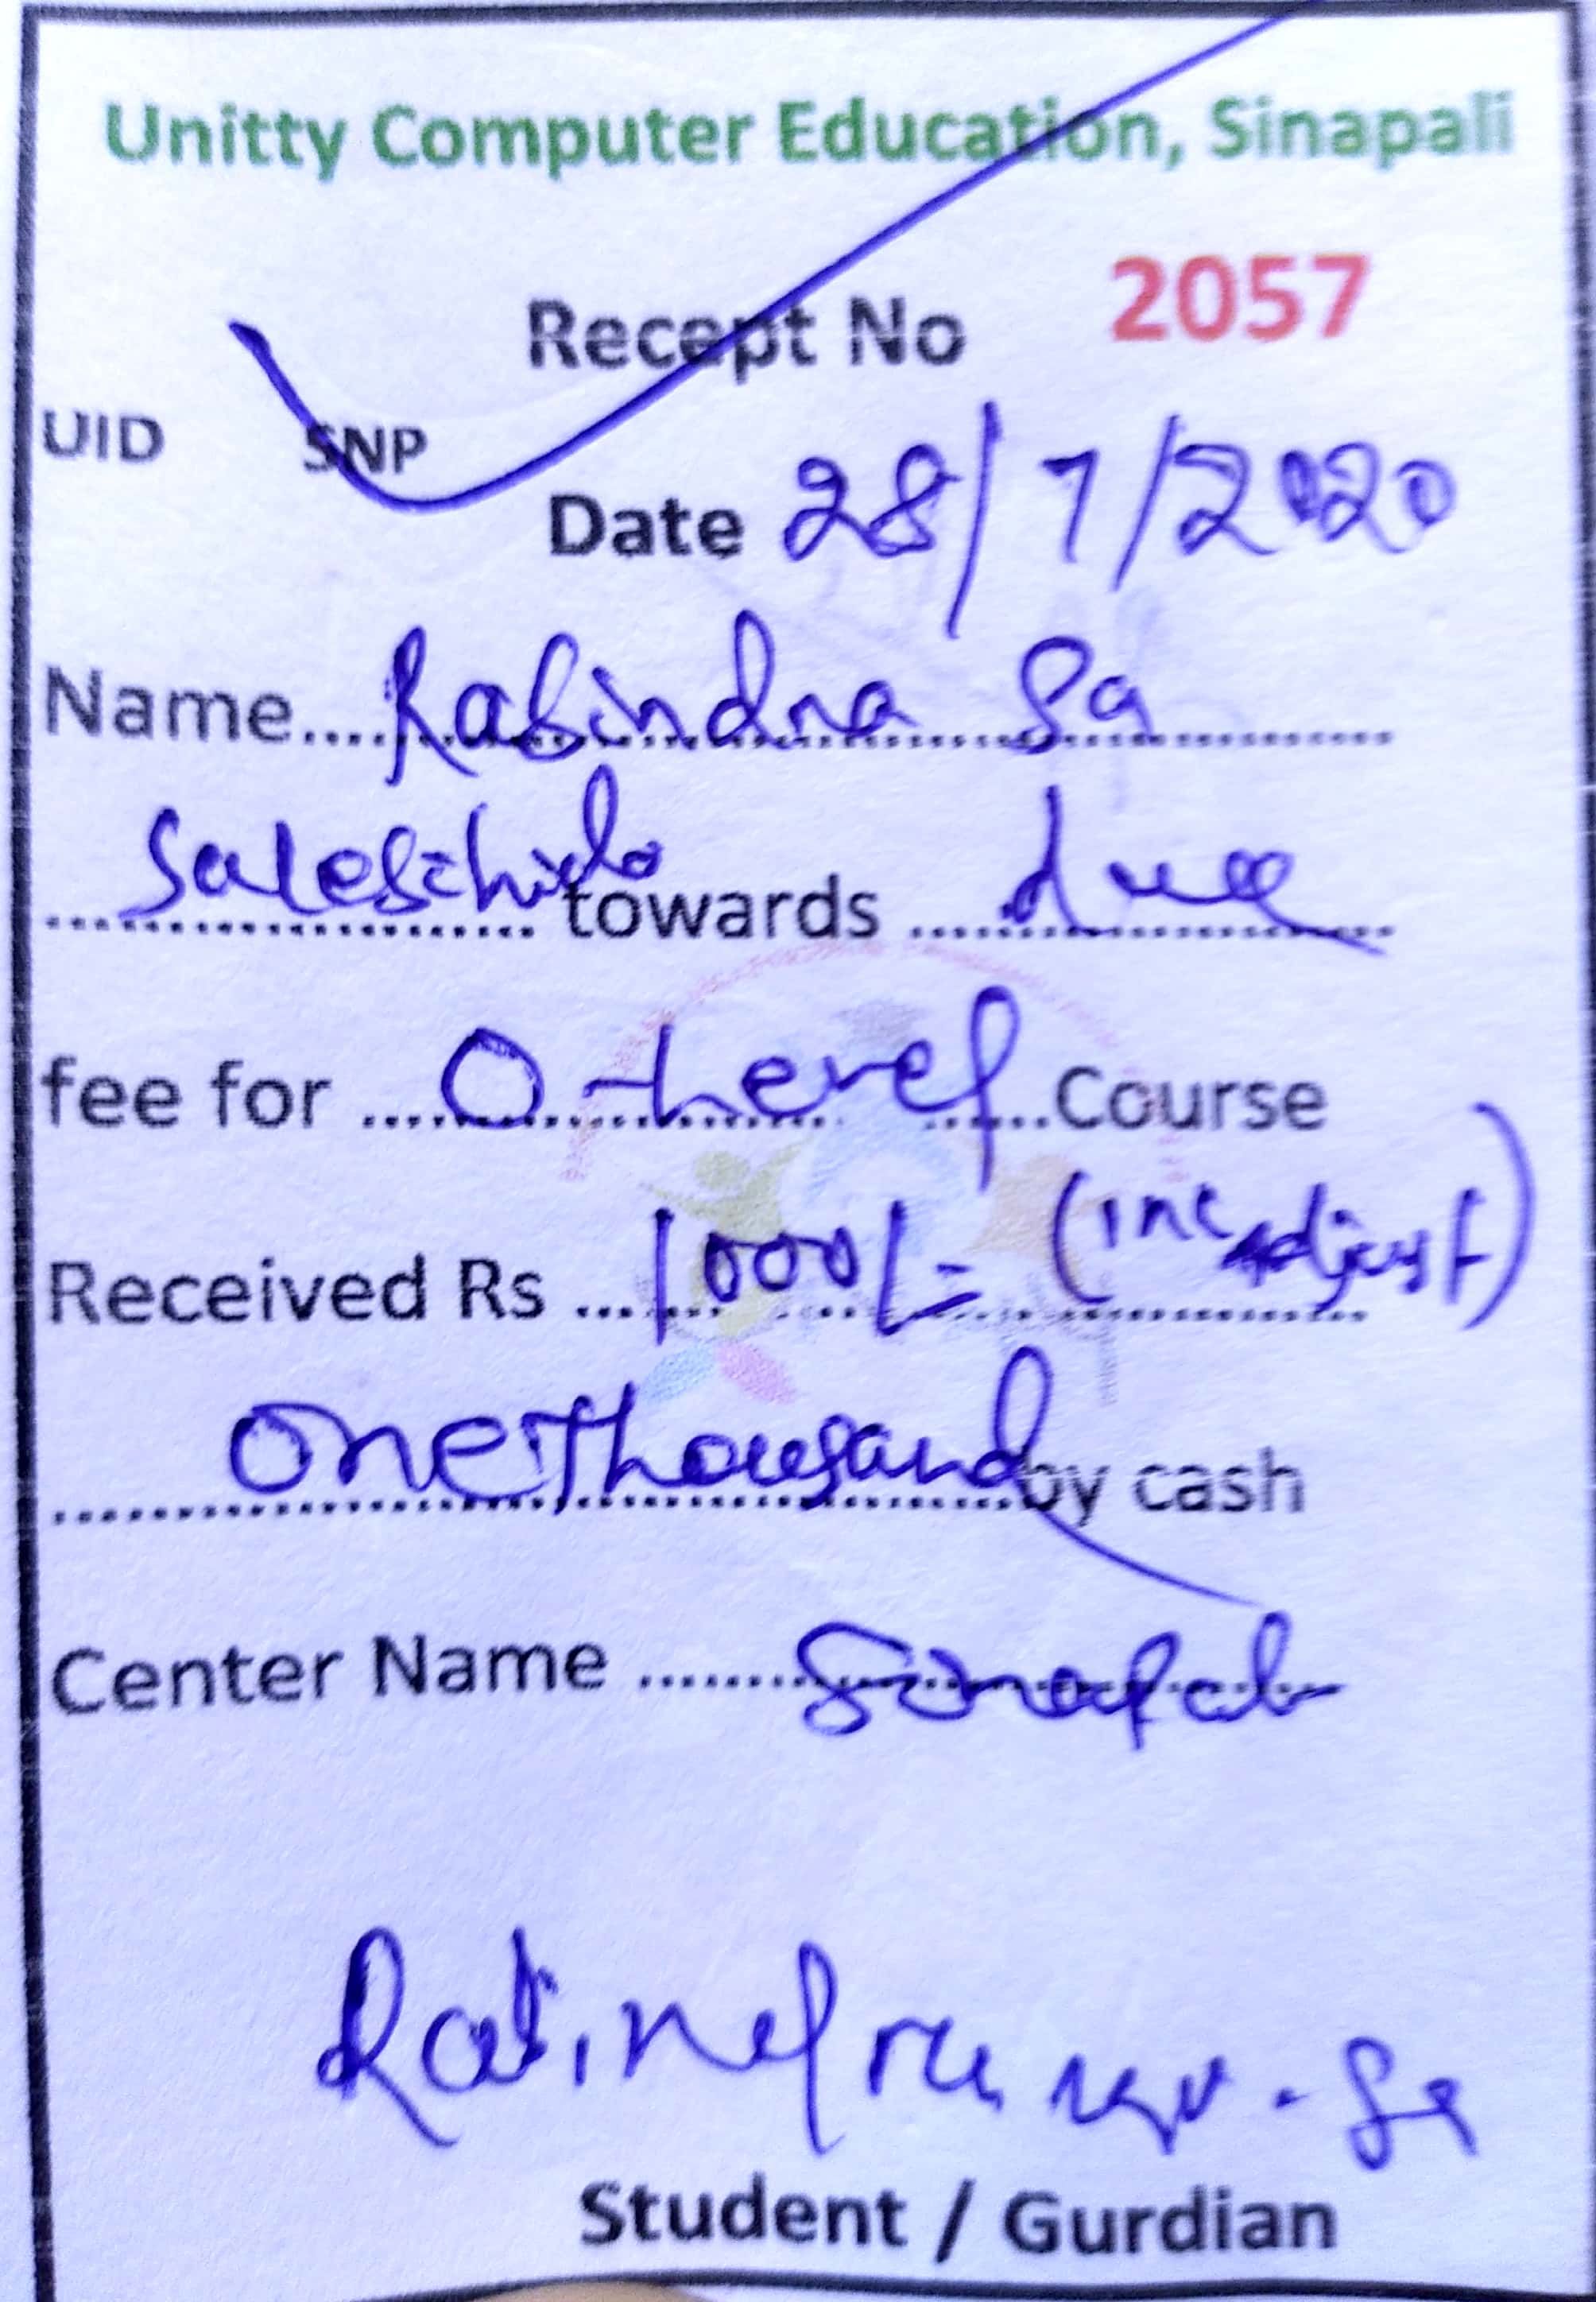 Unitty Computer Education, Sinapali
Recept No 2057
UID SNP
Date 28/7/2020
Name.... Rabindra Sa
towards due
fee for O-Level Course
Received Rs 1000/= (inc adjust)
One Thousand by cash
Center Name Sinapali
Sa
Student / Gurdian